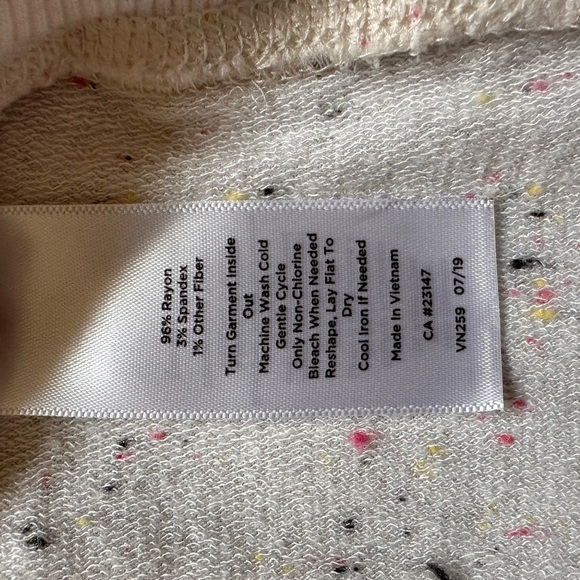 96% Rayon
3% Spandex
1% Other Fiber
Turn Garment Inside
Out
Machine Wash Cold
Gentle Cycle
Only Non-Chlorine
Bleach When Needed
Reshape, Lay Flat To
Dry
Cool Iron If Needed
Made In Vietnam
CA #23147
VN259 07/19